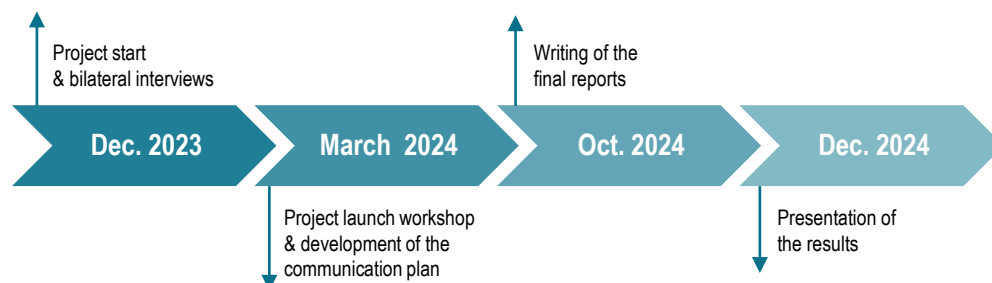 Project start
& bilateral interviews
Writing of the
final reports
Dec. 2023
March 2024
Oct. 2024
Dec. 2024
Project launch workshop
& development of the
communication plan
Presentation of
the results